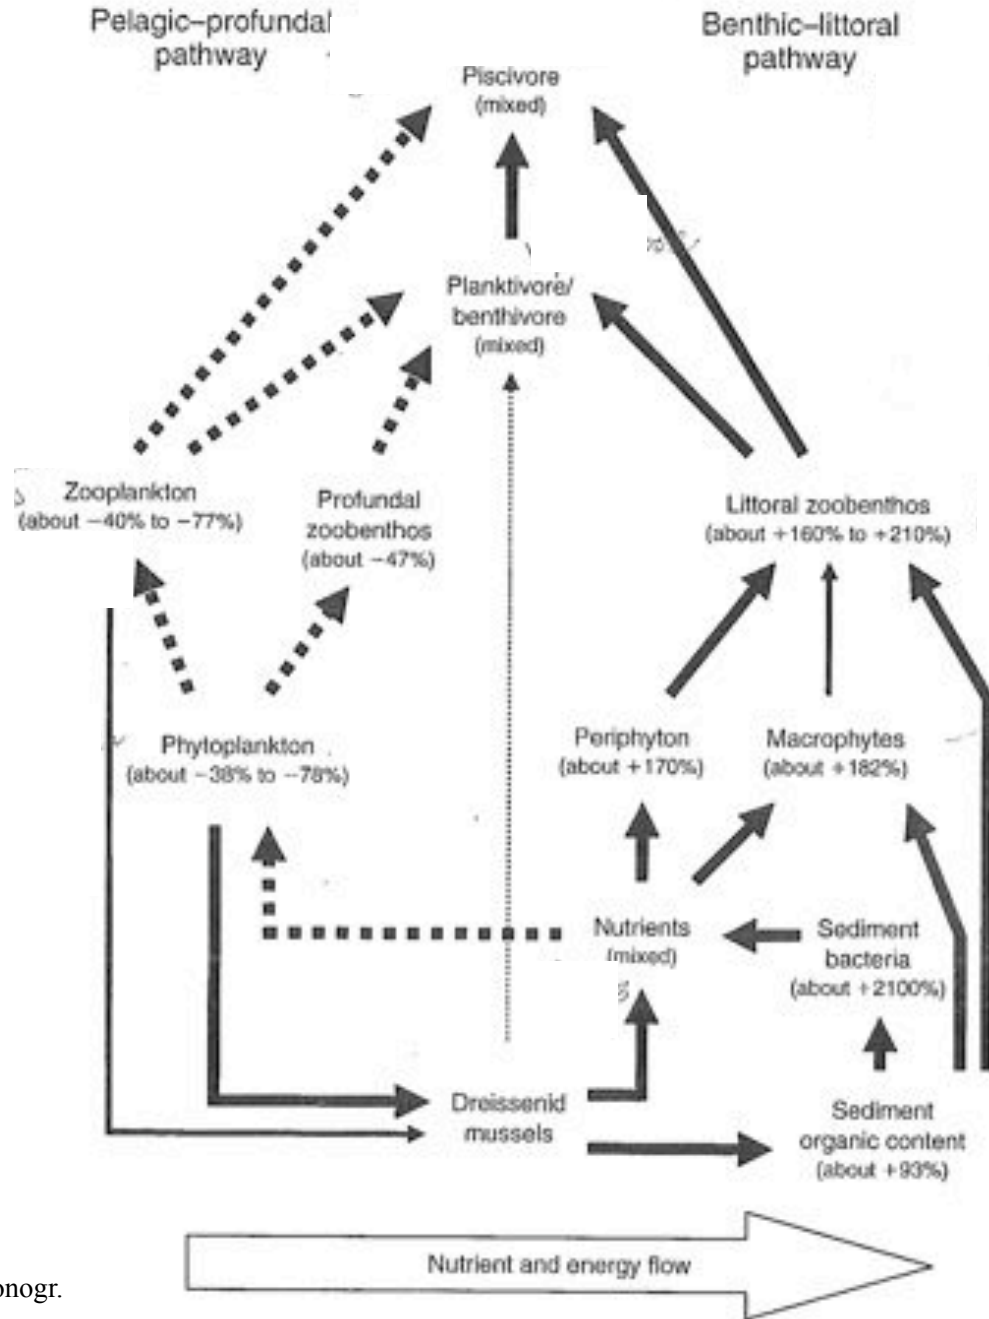 Pelagic–profundal
pathway
Benthic–littoral
pathway
Piscivore
(mixed)
Planktivore/
benthivore
(mixed)
Zooplankton
(about −40% to −77%)
Profundal
zoobenthos
(about −47%)
Littoral zoobenthos
(about +160% to +210%)
Phytoplankton
(about −38% to −78%)
Periphyton
(about +170%)
Macrophytes
(about +182%)
Nutrients
(mixed)
Sediment
bacteria
(about +2100%)
Dreissenid
mussels
Sediment
organic content
(about +93%)
Nutrient and energy flow
onogr.